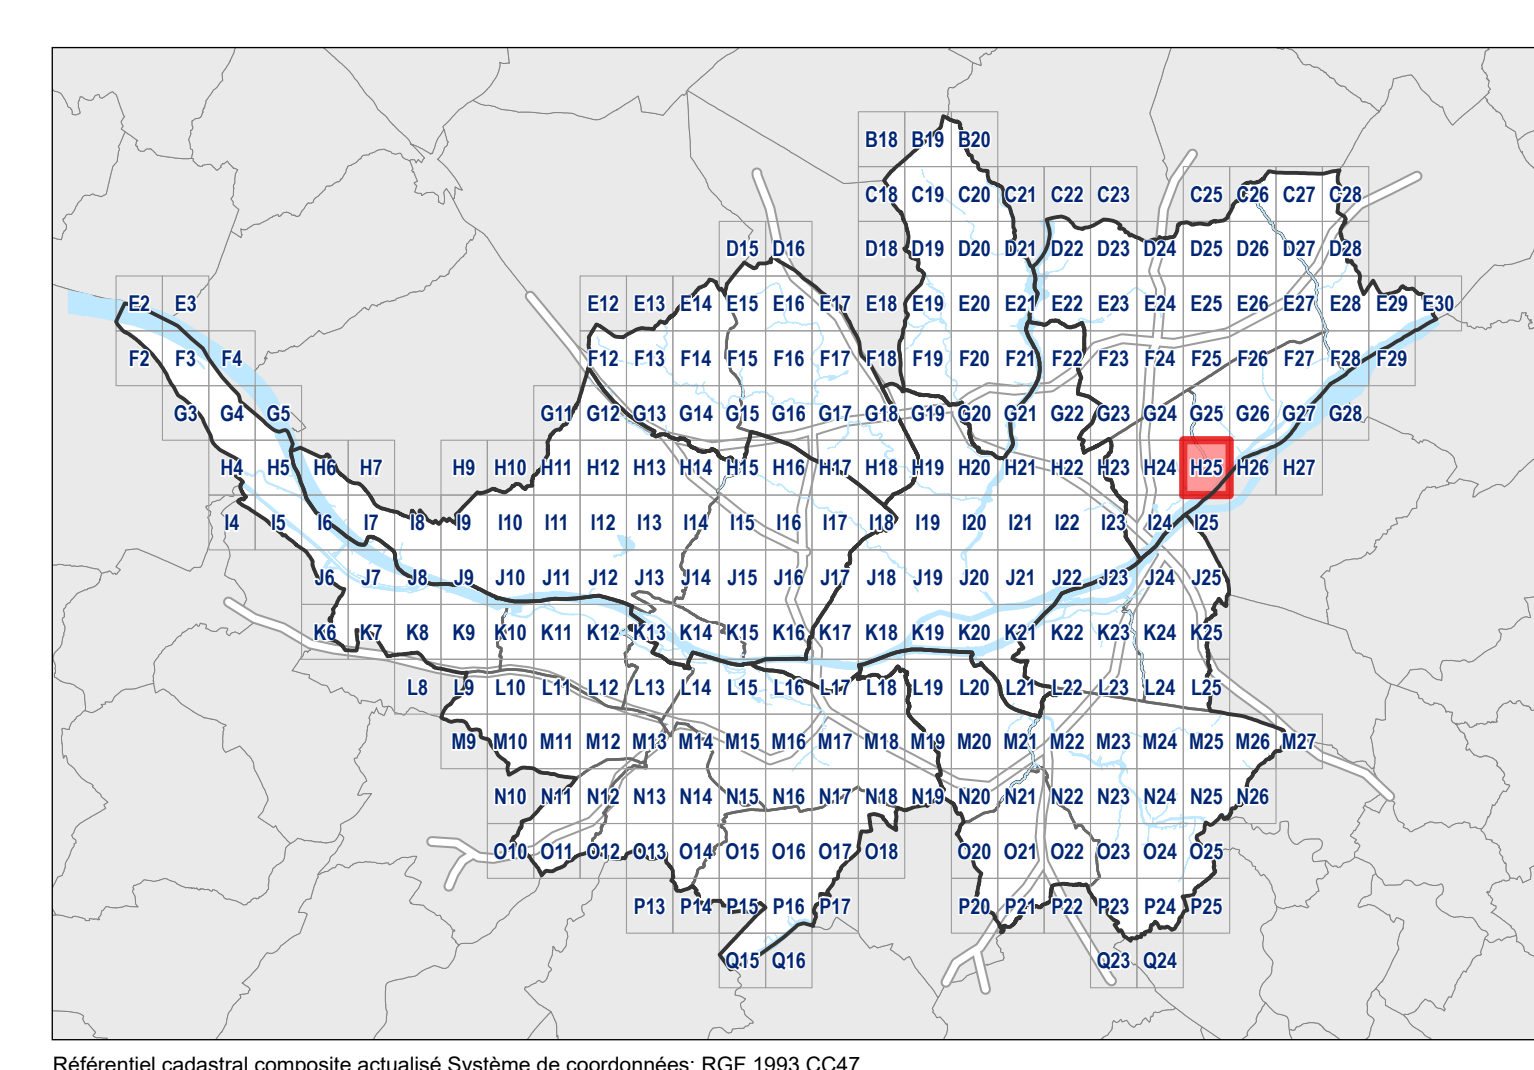 B18 B19 B20
C18 C19 C20 C21 C22 C23 C25 C26 C27 C28
D15 D16 D18 D19 D20 D21 D22 D23 D24 D25 D26 D27 D28
E2 E3 E12 E13 E14 E15 E16 E17 E18 E19 E20 E21 E22 E23 E24 E25 E26 E27 E28 E29 E30
F2 F3 F4 F12 F13 F14 F15 F16 F17 F18 F19 F20 F21 F22 F23 F24 F25 F26 F27 F28 F29
G3 G4 G5 G11 G12 G13 G14 G15 G16 G17 G18 G19 G20 G21 G22 G23 G24 G25 G26 G27 G28
H4 H5 H6 H7 H9 H10 H11 H12 H13 H14 H15 H16 H17 H18 H19 H20 H21 H22 H23 H24 H25 H26 H27
I4 I5 I6 I7 I8 I9 I10 I11 I12 I13 I14 I15 I16 I17 I18 I19 I20 I21 I22 I23 I24 I25
J6 J7 J8 J9 J10 J11 J12 J13 J14 J15 J16 J17 J18 J19 J20 J21 J22 J23 J24 J25
K6 K7 K8 K9 K10 K11 K12 K13 K14 K15 K16 K17 K18 K19 K20 K21 K22 K23 K24 K25
L8 L9 L10 L11 L12 L13 L14 L15 L16 L17 L18 L19 L20 L21 L22 L23 L24 L25
M9 M10 M11 M12 M13 M14 M15 M16 M17 M18 M19 M20 M21 M22 M23 M24 M25 M26 M27
N10 N11 N12 N13 N14 N15 N16 N17 N18 N19 N20 N21 N22 N23 N24 N25 N26
O10 O11 O12 O13 O14 O15 O16 O17 O18 O20 O21 O22 O23 O24 O25
P13 P14 P15 P16 P17 P20 P21 P22 P23 P24 P25
Q15 Q16 Q23 Q24
Référentiel cadastral composite actualisé Système de coordonnées: RGF 1993 CC47